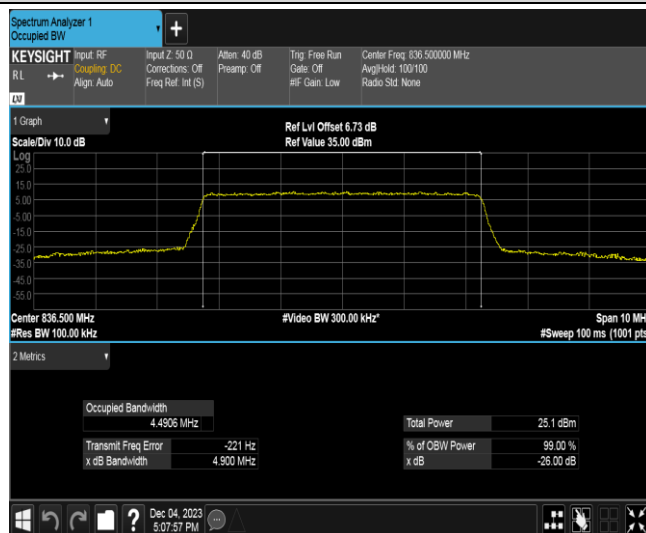 Spectrum Analyzer 1
Occupied BW
+
KEYSIGHT
RL
LXI
Input: RF
Coupling: DC
Align: Auto
Input Z: 50 Ω
Corrections: Off
Freq Ref: Int (S)
Atten: 40 dB
Preamp: Off
Trig: Free Run
Gate: Off
#IF Gain: Low
Center Freq: 836.500000 MHz
Avg|Hold: 100/100
Radio Std: None
1 Graph
Scale/Div 10.0 dB
Ref Lvl Offset 6.73 dB
Ref Value 35.00 dBm
Log
25.0
15.0
5.00
-5.00
-15.0
-25.0
-35.0
-45.0
-55.0
Center 836.500 MHz
#Video BW 300.00 kHz*
Span 10 MH
#Res BW 100.00 kHz
#Sweep 100 ms (1001 pts
2 Metrics
Occupied Bandwidth
4.4906 MHz
Total Power 25.1 dBm
Transmit Freq Error -221 Hz
% of OBW Power 99.00 %
x dB Bandwidth 4.900 MHz
x dB -26.00 dB
?
Dec 04, 2023
5:07:57 PM